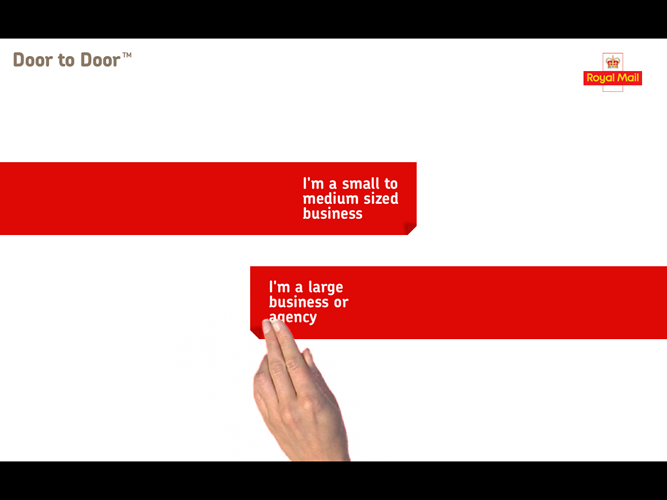 Door to Door™
Royal Mail
I'm a small to
medium sized
business
I'm a large
business or
agency